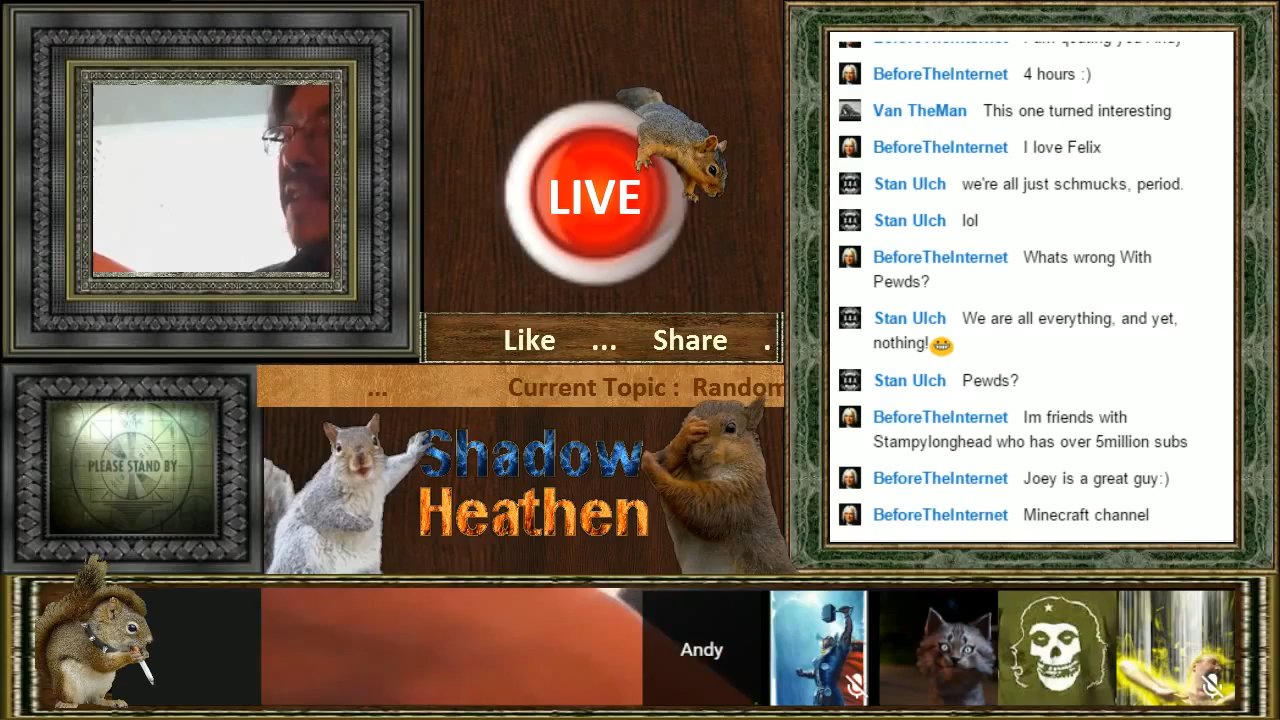 LIVE
Like ... Share .
... Current Topic : Random
PLEASE STAND BY
Shadow
Heathen
BeforeTheInternet 4 hours :)
Van TheMan This one turned interesting
BeforeTheInternet I love Felix
Stan Ulch we're all just schmucks, period.
Stan Ulch lol
BeforeTheInternet Whats wrong With
Pewds?
Stan Ulch We are all everything, and yet,
nothing!
Stan Ulch Pewds?
BeforeTheInternet Im friends with
Stampylonghead who has over 5million subs
BeforeTheInternet Joey is a great guy:)
BeforeTheInternet Minecraft channel
Andy